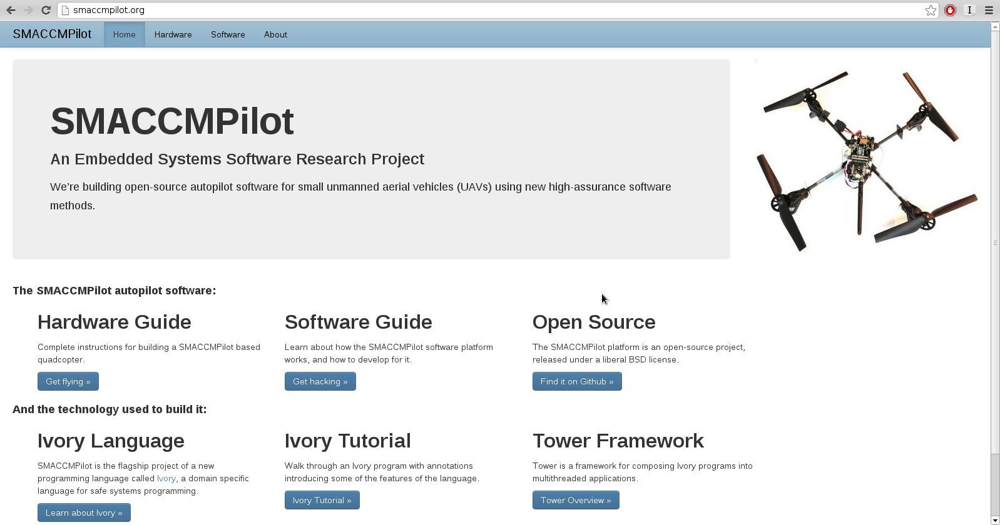 smaccmpilot.org
SMACCMPilot Home Hardware Software About
SMACCMPilot
An Embedded Systems Software Research Project
We're building open-source autopilot software for small unmanned aerial vehicles (UAVs) using new high-assurance software
methods.
The SMACCMPilot autopilot software:
Hardware Guide
Complete instructions for building a SMACCMPilot based
quadcopter.
Get flying »
Software Guide
Learn about how the SMACCMPilot software platform
works, and how to develop for it.
Get hacking »
Open Source
The SMACCMPilot platform is an open-source project,
released under a liberal BSD license.
Find it on Github »
And the technology used to build it:
Ivory Language
SMACCMPilot is the flagship project of a new
programming language called Ivory, a domain specific
language for safe systems programming.
Learn about Ivory »
Ivory Tutorial
Walk through an Ivory program with annotations
introducing some of the features of the language.
Ivory Tutorial »
Tower Framework
Tower is a framework for composing Ivory programs into
multithreaded applications.
Tower Overview »